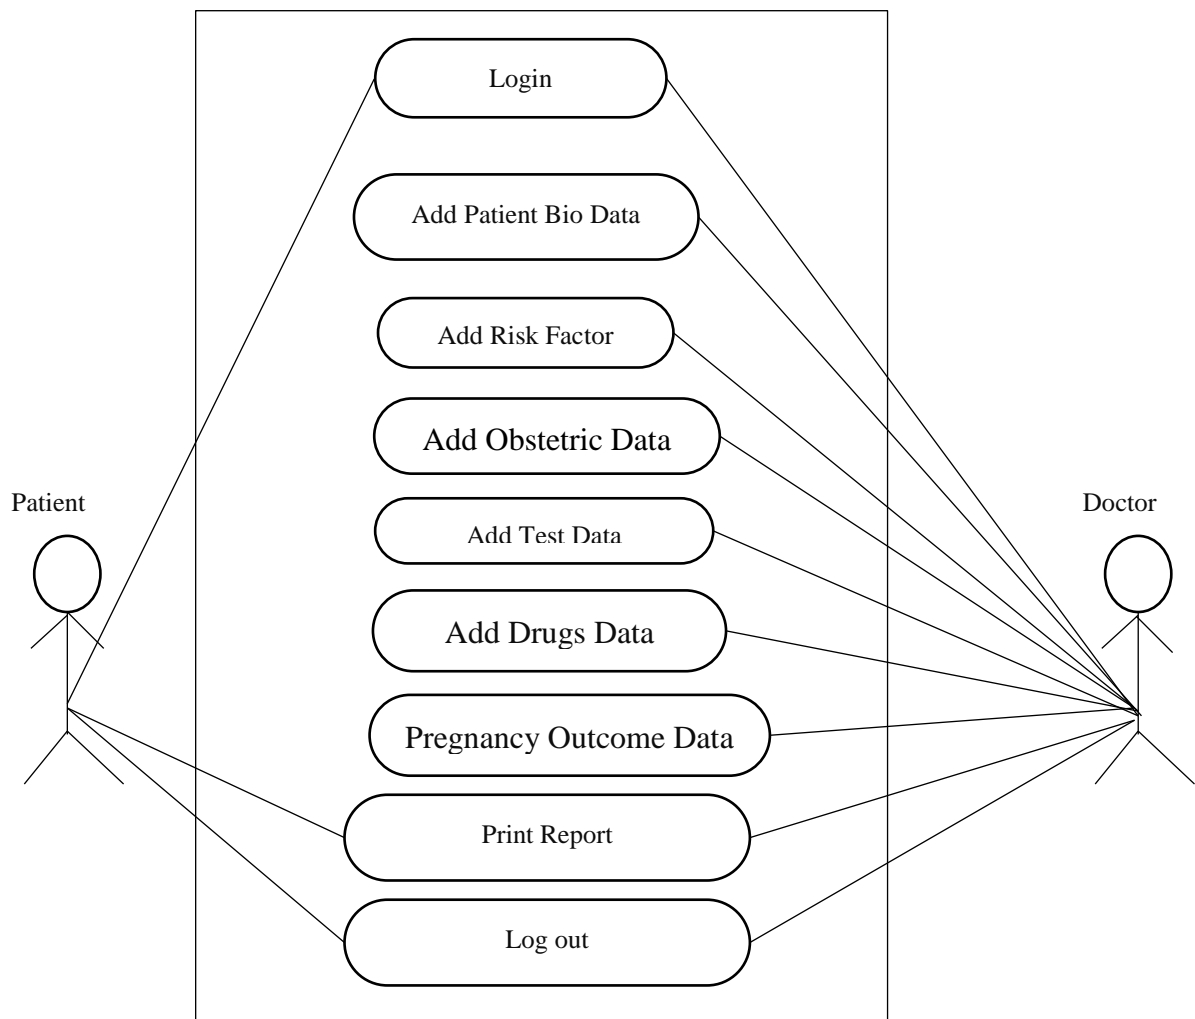 Login
Add Patient Bio Data
Add Risk Factor
Add Obstetric Data
Patient
Doctor
Add Test Data
Add Drugs Data
Pregnancy Outcome Data
Print Report
Log out